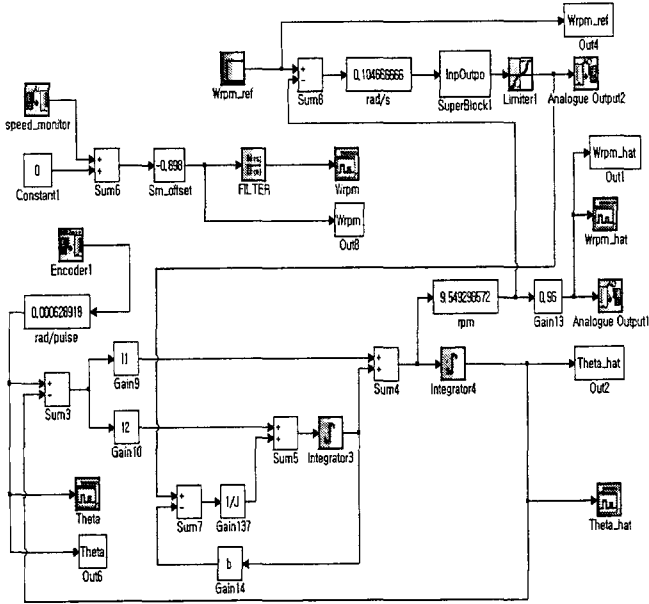 Wrpm_ref
Out4
Wrpm_ref
+
-
Sum8
0.104666666
rad/s
InpOutpo
SuperBlock1
Limiter1
Analogue Output2
speed_monitor
0
Constant1
+
+
Sum6
-0.898
Sm_offset
FILTER
Wrpm
Wrpm
Out8
Wrpm_hat
Out1
Wrpm_hat
Encoder1
0.000628918
rad/pulse
9.549296572
rpm
0.96
Gain13
Analogue Output1
+
-
Sum3
l1
Gain9
l2
Gain10
+
+
Sum4
Integrator4
Theta_hat
Out2
+
+
Sum5
Integrator3
+
-
Sum7
1/J
Gain137
b
Gain14
Theta
Theta
Out6
Theta_hat